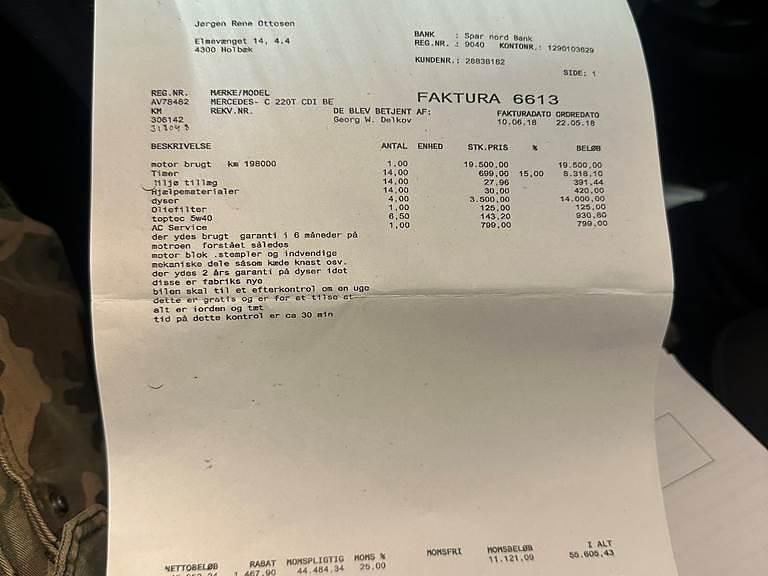 Jørgen Rene Ottosen
Elmevænget 14, 4.4
4300 Holbæk
BANK : Spar nord Bank
REG.NR. : 9040 KONTONR.: 1290103629
KUNDENR.: 28838162
SIDE: 1
REG.NR. MÆRKE/MODEL
AV78482 MERCEDES- C 220T CDI BE
KM REKV.NR. DE BLEV BETJENT AF:
306142 Georg W. Delkov
FAKTURA 6613
FAKTURADATO ORDREDATO
10.06.18 22.05.18
BESKRIVELSE ANTAL ENHED STK.PRIS % BELØB
motor brugt km 198000 1,00 19.500,00 19.500,00
Timer 14,00 699,00 15,00 8.318,10
miljø tillæg 14,00 27,96 391,44
Hjælpematerialer 14,00 30,00 420,00
dyser 4,00 3.500,00 14.000,00
Oliefilter 1,00 125,00 125,00
toptec 5w40 6,50 143,20 930,80
AC Service 1,00 799,00 799,00
der ydes brugt garanti i 6 måneder på
motroen forstået således
motor blok .stempler og indvendige
mekaniske dele såsom kæde knast osv.
der ydes 2 års garanti på dyser idet
disse er fabriks nye
bilen skal til et efterkontrol om en uge
dette er gratis og er for at tilse at
alt er iorden og tæt
tid på dette kontrol er ca 30 min
NETTOBELØB RABAT MOMSPLIGTIG MOMS % MOMSFRI MOMSBELØB I ALT
1.467,90 44.484,34 25,00 11.121,09 55.605,43